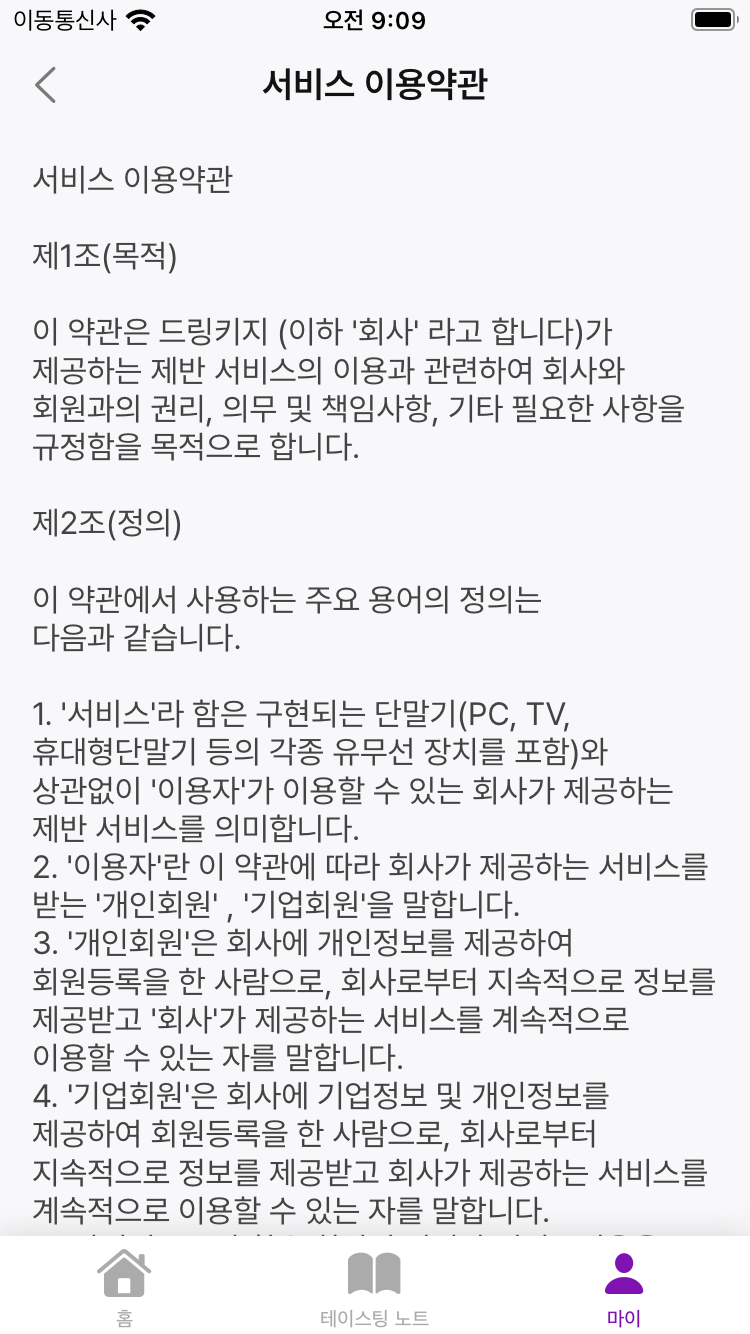 이동통신사
오전 9:09
서비스 이용약관
서비스 이용약관
제1조(목적)
이 약관은 드링키지 (이하 '회사' 라고 합니다)가
제공하는 제반 서비스의 이용과 관련하여 회사와
회원과의 권리, 의무 및 책임사항, 기타 필요한 사항을
규정함을 목적으로 합니다.
제2조(정의)
이 약관에서 사용하는 주요 용어의 정의는
다음과 같습니다.
1. '서비스'라 함은 구현되는 단말기(PC, TV,
휴대형단말기 등의 각종 유무선 장치를 포함)와
상관없이 '이용자'가 이용할 수 있는 회사가 제공하는
제반 서비스를 의미합니다.
2. '이용자'란 이 약관에 따라 회사가 제공하는 서비스를
받는 '개인회원' , '기업회원'을 말합니다.
3. '개인회원'은 회사에 개인정보를 제공하여
회원등록을 한 사람으로, 회사로부터 지속적으로 정보를
제공받고 '회사'가 제공하는 서비스를 계속적으로
이용할 수 있는 자를 말합니다.
4. '기업회원'은 회사에 기업정보 및 개인정보를
제공하여 회원등록을 한 사람으로, 회사로부터
지속적으로 정보를 제공받고 회사가 제공하는 서비스를
계속적으로 이용할 수 있는 자를 말합니다.
홈
테이스팅 노트
마이